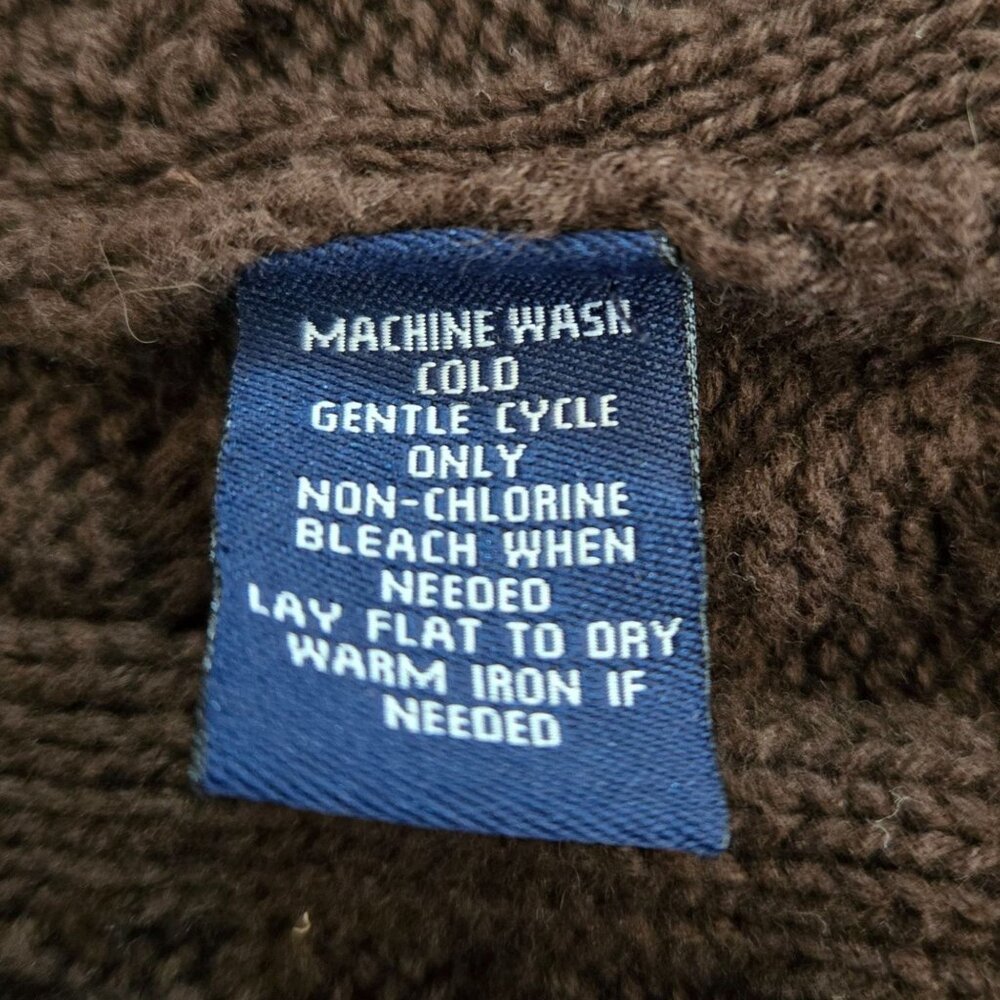 MACHINE WASH
COLD
GENTLE CYCLE
ONLY
NON-CHLORINE
BLEACH WHEN
NEEDED
LAY FLAT TO DRY
WARM IRON IF
NEEDED